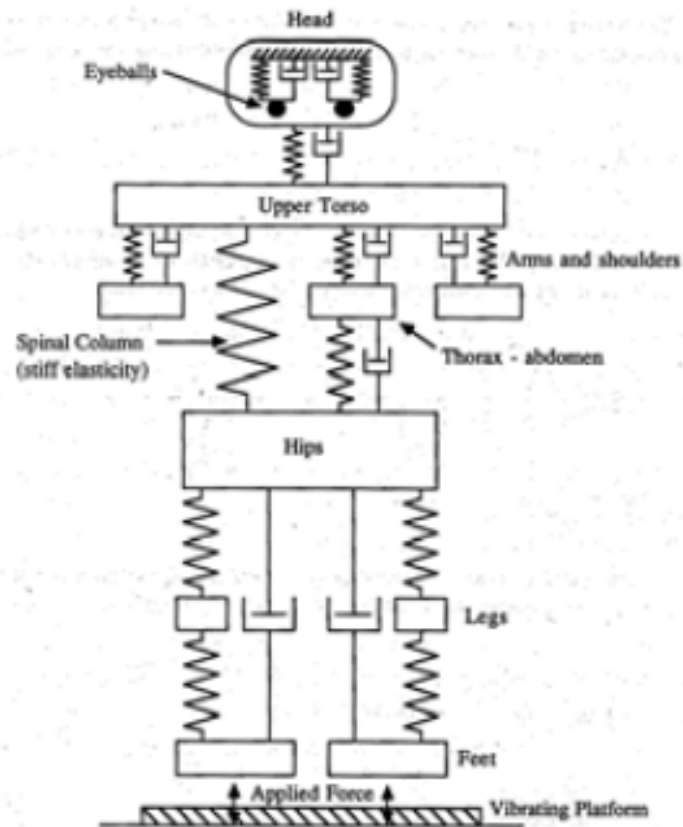 Head
Eyeballs
Upper Torso
Arms and shoulders
Spinal Column
(stiff elasticity)
Thorax - abdomen
Hips
Legs
Feet
Applied Force
Vibrating Platform